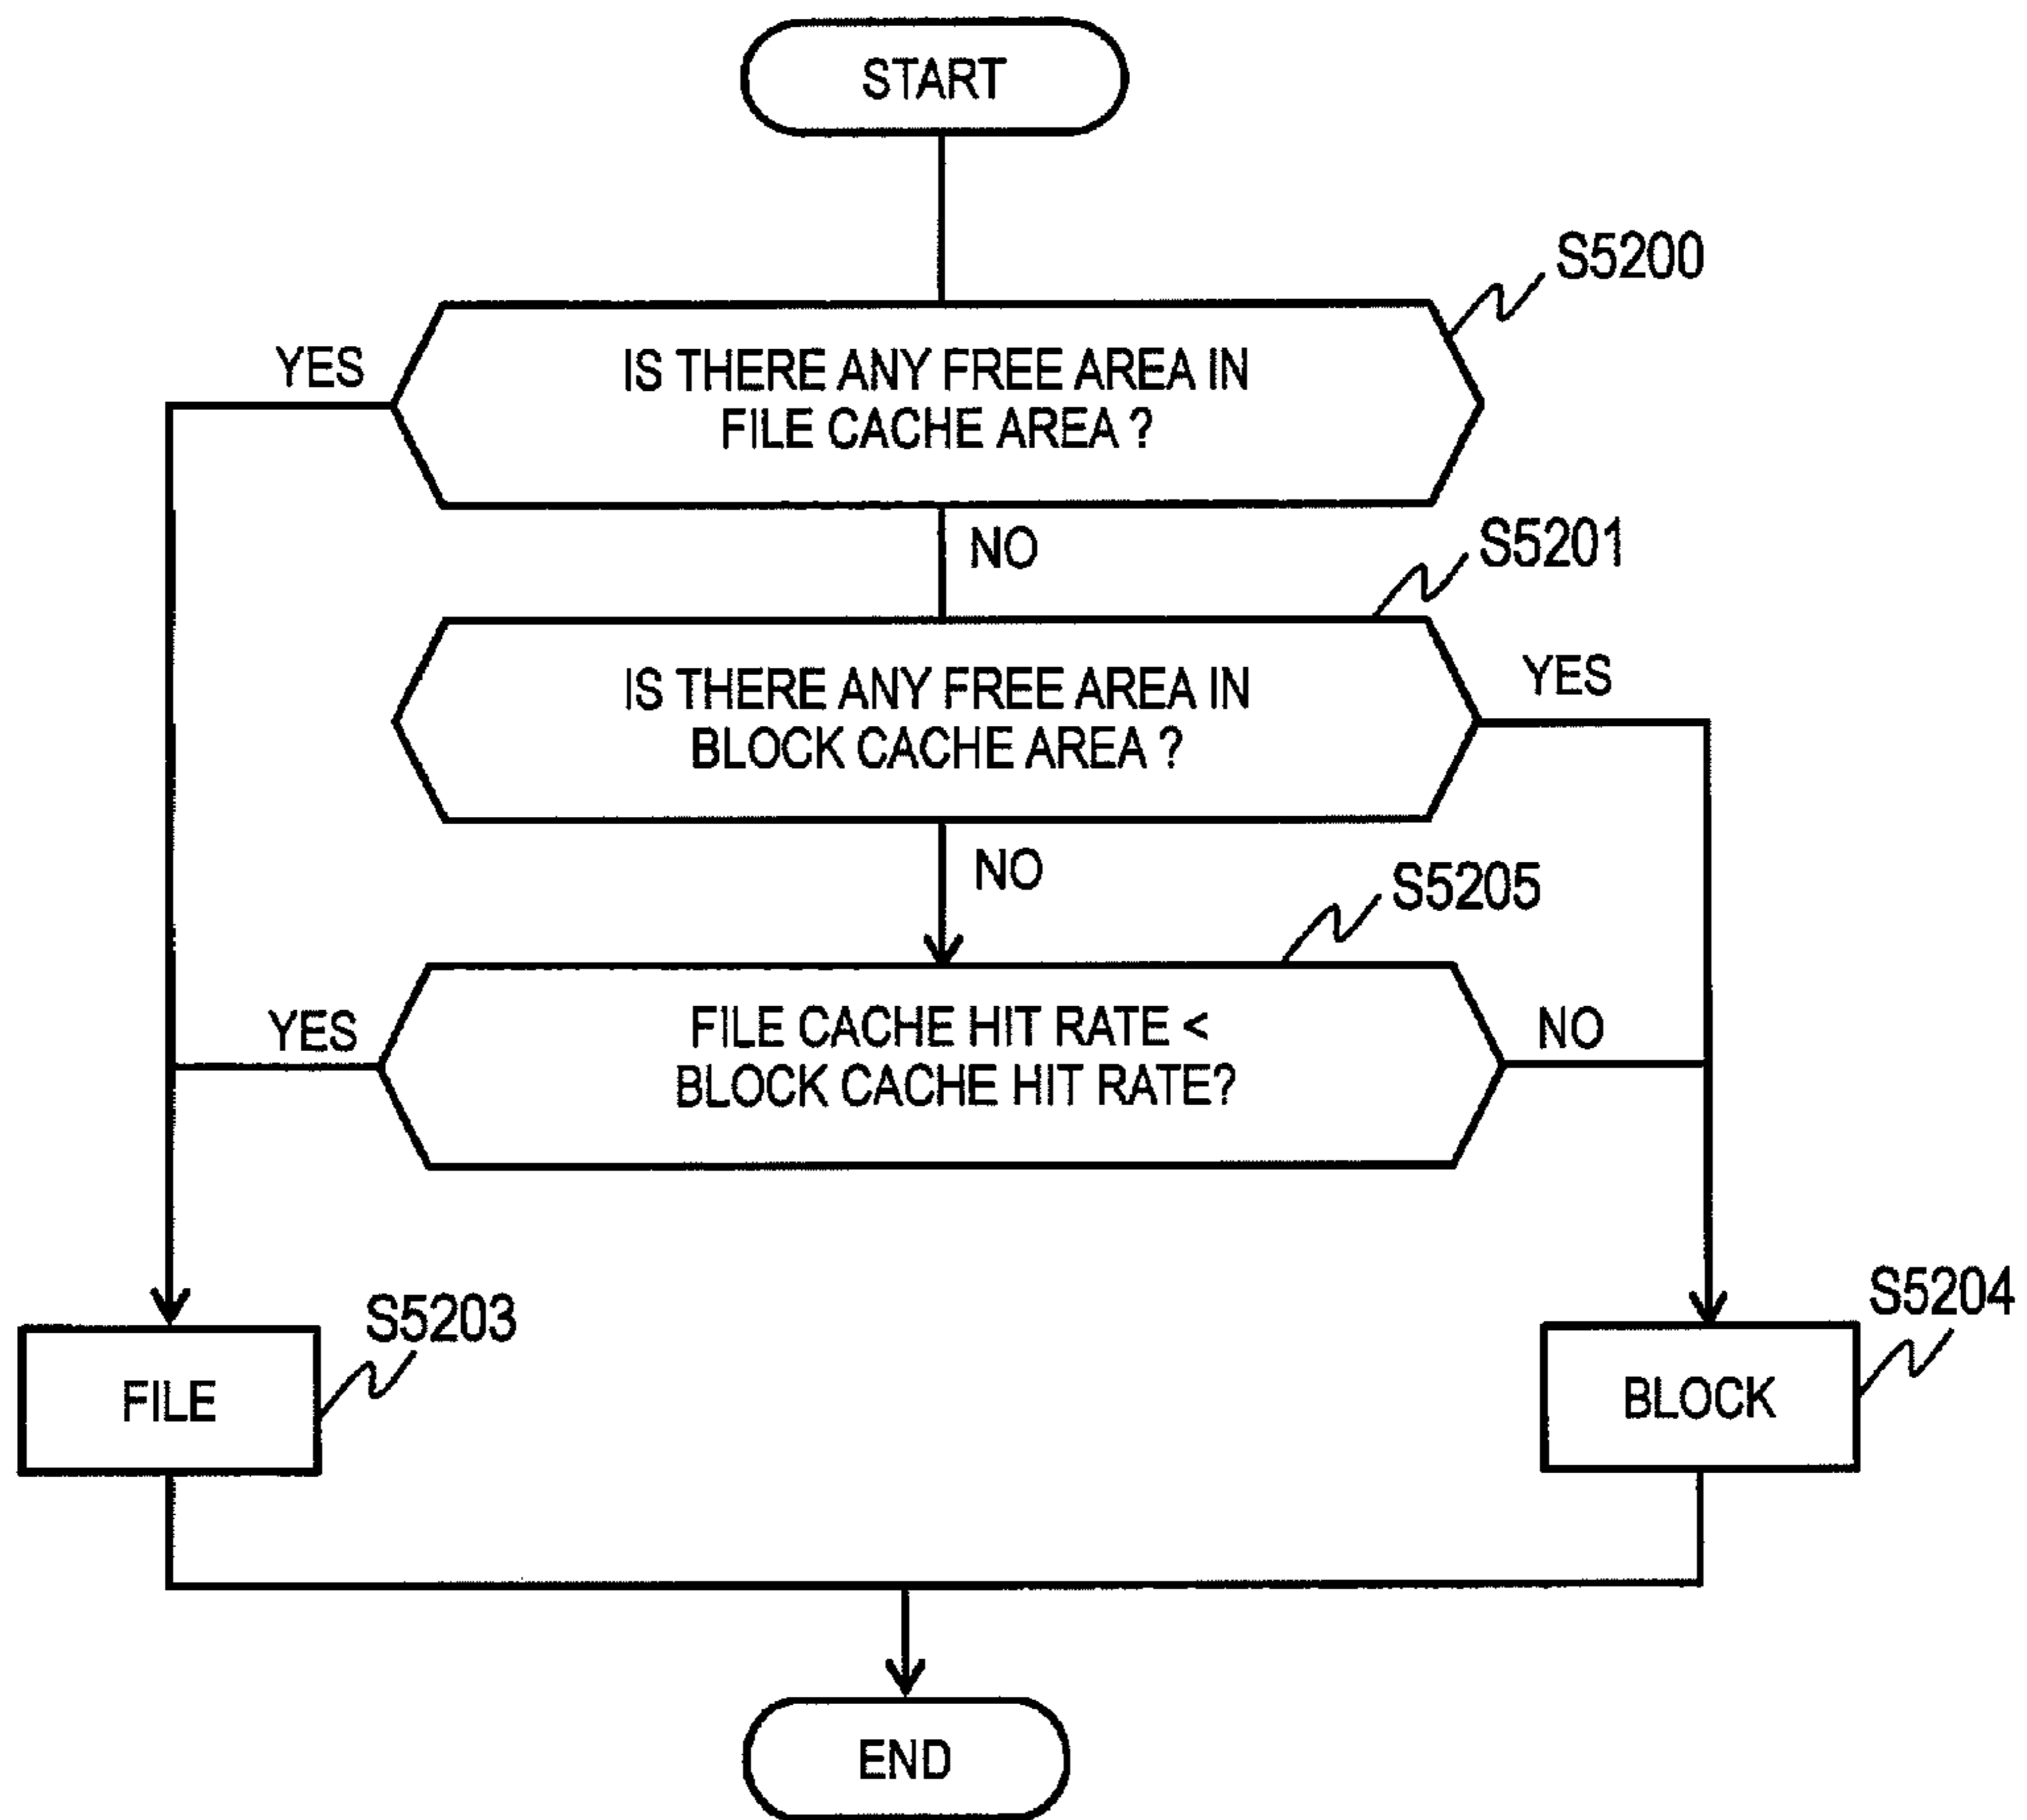 START
S5200
YES
IS THERE ANY FREE AREA IN
FILE CACHE AREA ?
NO
S5201
YES
IS THERE ANY FREE AREA IN
BLOCK CACHE AREA ?
NO
S5205
YES
FILE CACHE HIT RATE <
BLOCK CACHE HIT RATE?
NO
S5203
S5204
FILE
BLOCK
END